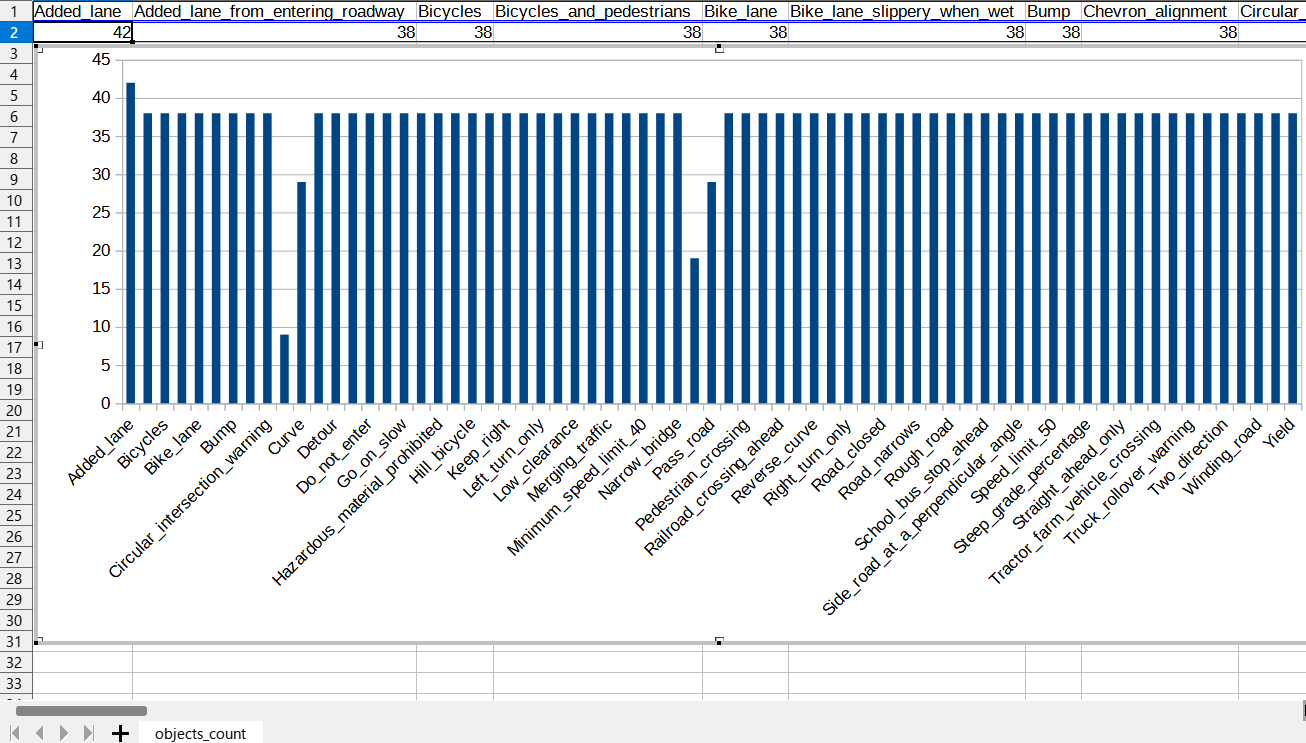 1 Added_lane Added_lane_from_entering_roadway Bicycles Bicycles_and_pedestrians Bike_lane Bike_lane_slippery_when_wet Bump Chevron_alignment Circular_
2 42 38 38 38 38 38 38 38
3
4
5
6
7
8
9
10
11
12
13
14
15
16
17
18
19
20
21
22
23
24
25
26
27
28
29
30
31
32
33
45
40
35
30
25
20
15
10
5
0
Added_lane
Bicycles
Bike_lane
Bump
Circular_intersection_warning
Curve
Detour
Do_not_enter
Go_on_slow
Hazardous_material_prohibited
Hill_bicycle
Keep_right
Left_turn_only
Low_clearance
Merging_traffic
Minimum_speed_limit_40
Narrow_bridge
Pass_road
Pedestrian_crossing
Railroad_crossing_ahead
Reverse_curve
Right_turn_only
Road_closed
Road_narrows
Rough_road
School_bus_stop_ahead
Side_road_at_a_perpendicular_angle
Speed_limit_50
Steep_grade_percentage
Straight_ahead_only
Tractor_farm_vehicle_crossing
Truck_rollover_warning
Two_direction
Winding_road
Yield
objects_count